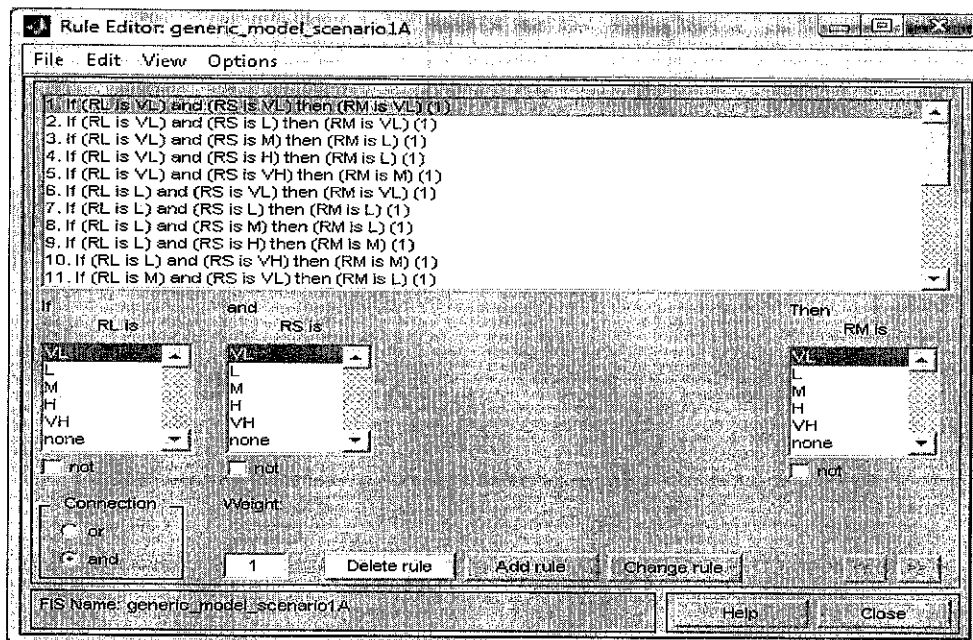 Rule Editor: generic_model_scenario1A
File Edit View Options
1. If (RL is VL) and (RS is VL) then (RM is VL) (1)
2. If (RL is VL) and (RS is L) then (RM is VL) (1)
3. If (RL is VL) and (RS is M) then (RM is L) (1)
4. If (RL is VL) and (RS is H) then (RM is L) (1)
5. If (RL is VL) and (RS is VH) then (RM is M) (1)
6. If (RL is L) and (RS is VL) then (RM is VL) (1)
7. If (RL is L) and (RS is L) then (RM is L) (1)
8. If (RL is L) and (RS is M) then (RM is L) (1)
9. If (RL is L) and (RS is H) then (RM is M) (1)
10. If (RL is L) and (RS is VH) then (RM is M) (1)
11. If (RL is M) and (RS is VL) then (RM is L) (1)
If and Then
RL is RS is RM is
VL VL VL
L L L
M M M
H H H
VH VH VH
none none none
not not not
Connection Weight:
or
and 1 Delete rule Add rule Change rule << >>
FIS Name: generic_model_scenario1A Help Close